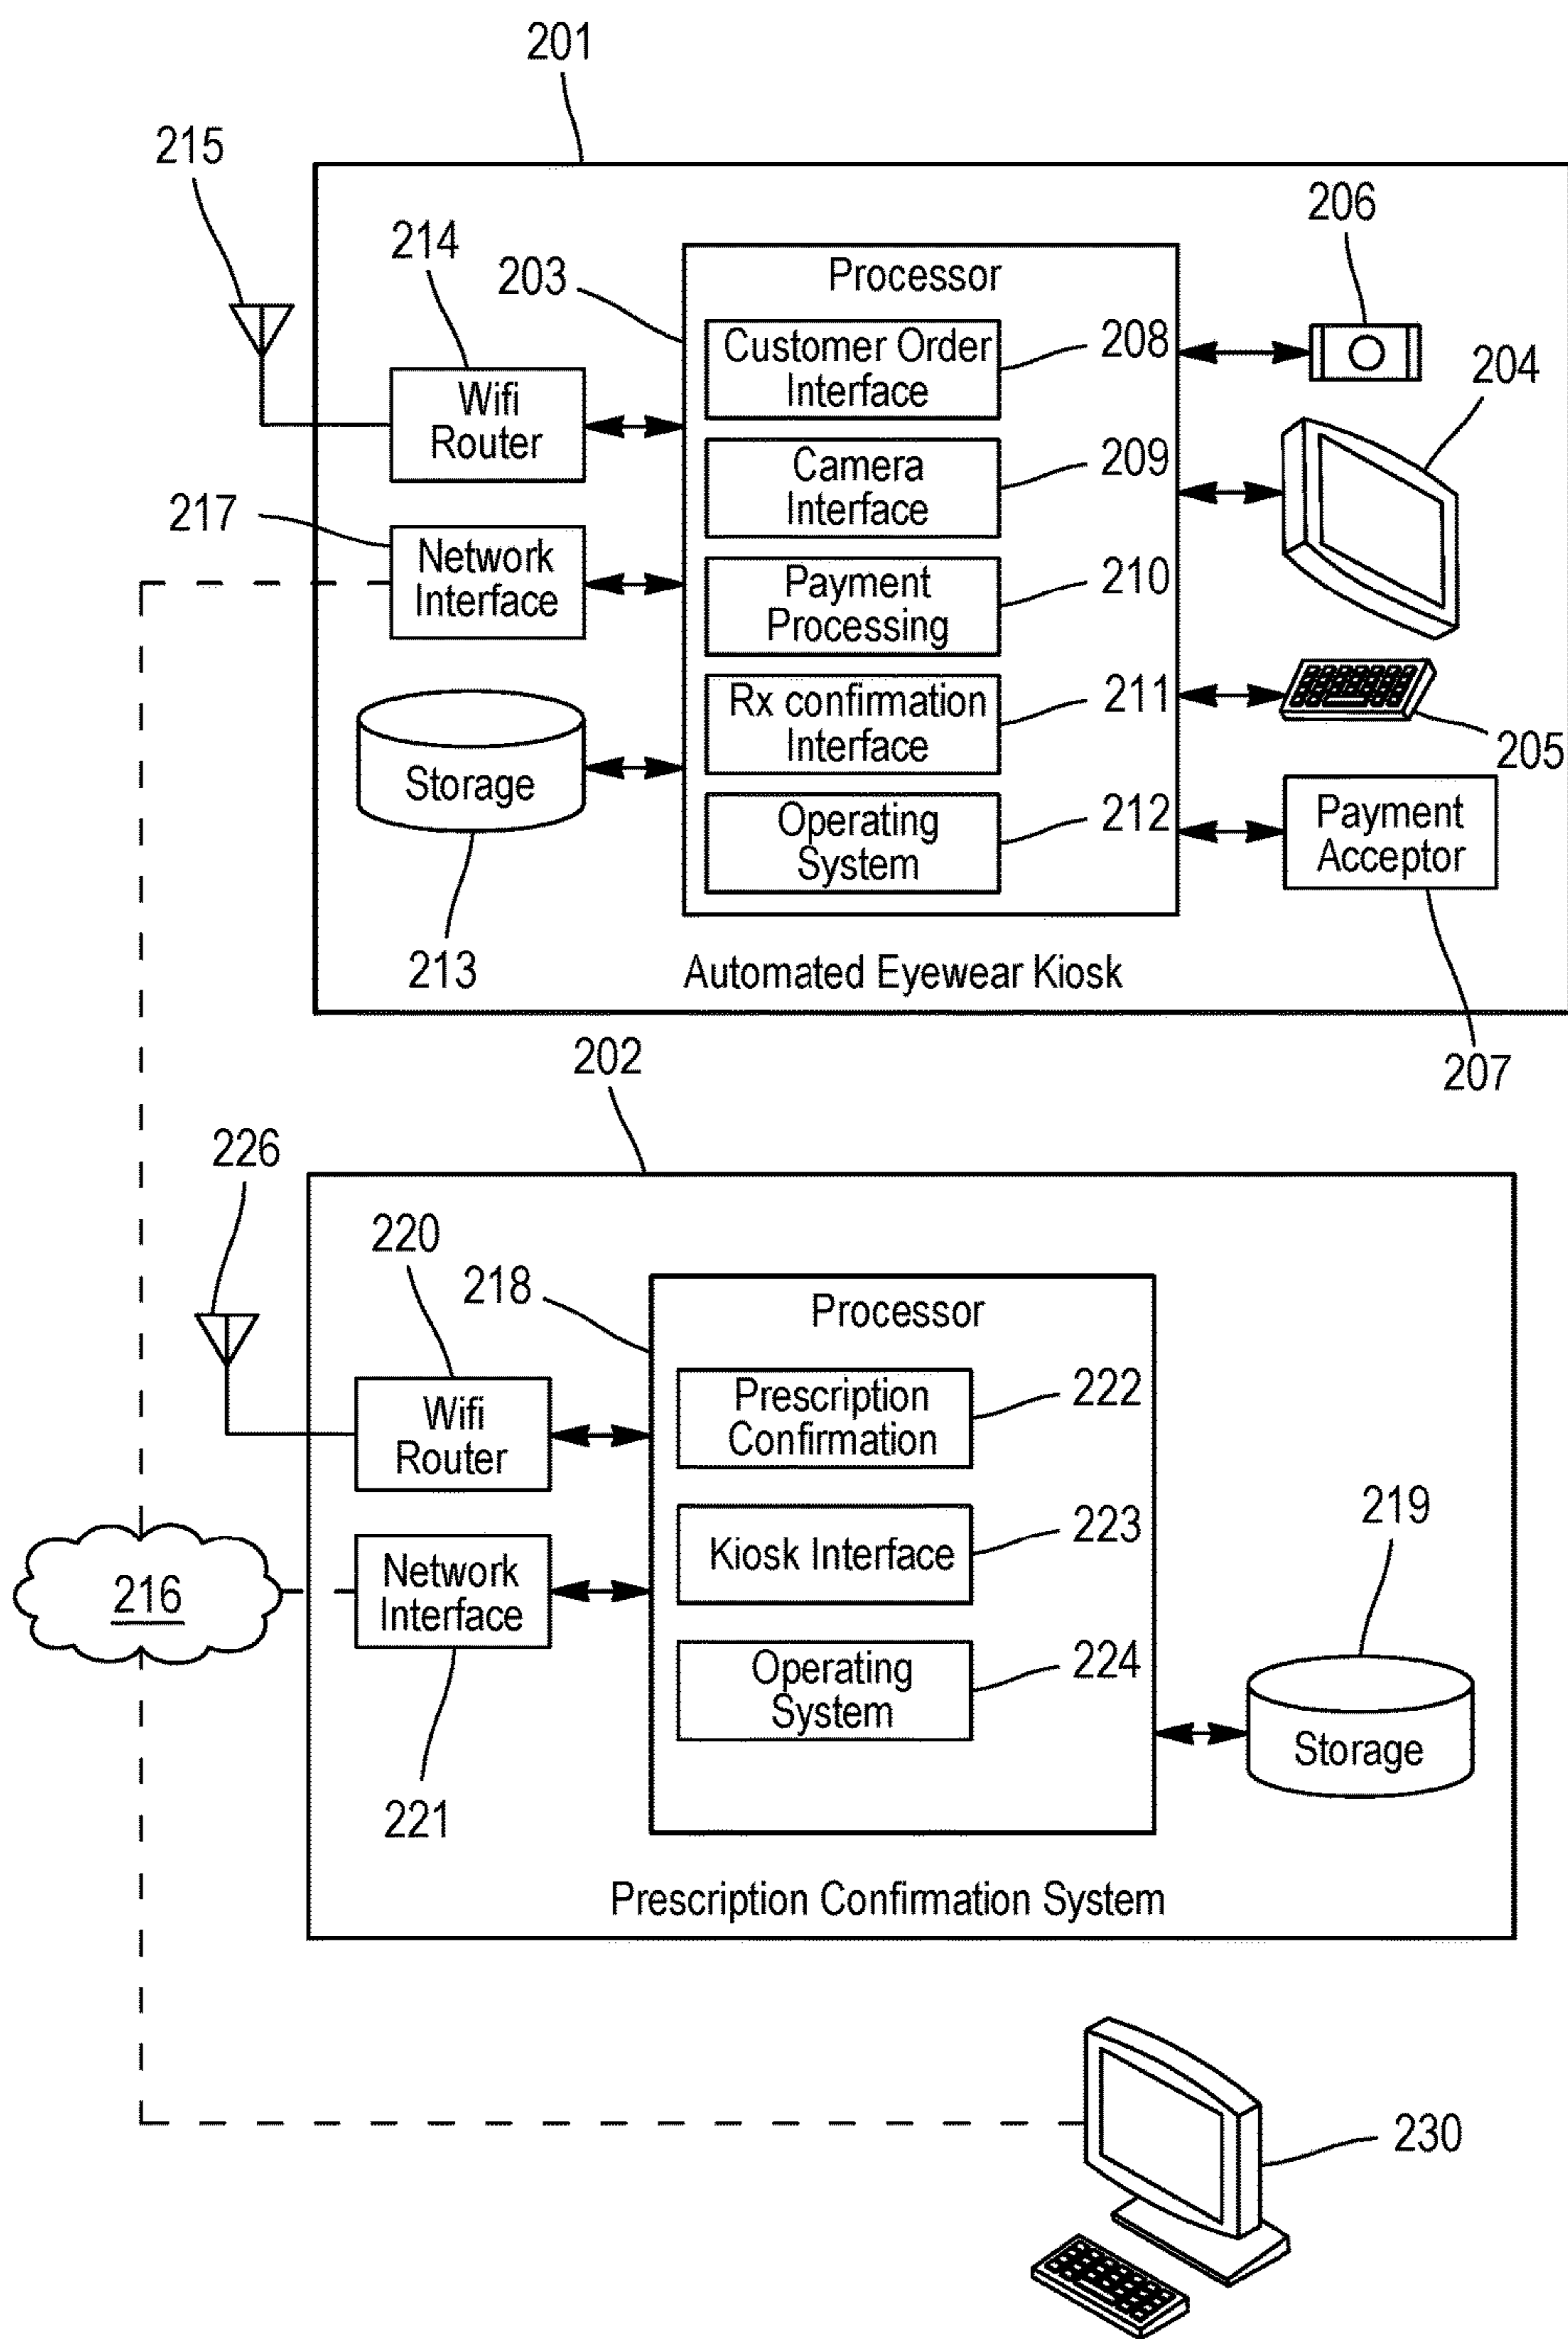 201
215
206
214
203
Processor
Customer Order
Interface
208
204
Wifi
Router
Camera
Interface
209
217
Network
Interface
Payment
Processing
210
Rx confirmation
Interface
211
205
Storage
Operating
System
212
Payment
Acceptor
213
Automated Eyewear Kiosk
207
202
226
220
218
Processor
Prescription
Confirmation
222
Wifi
Router
219
Kiosk Interface
223
216
Network
Interface
Operating
System
224
Storage
221
Prescription Confirmation System
230